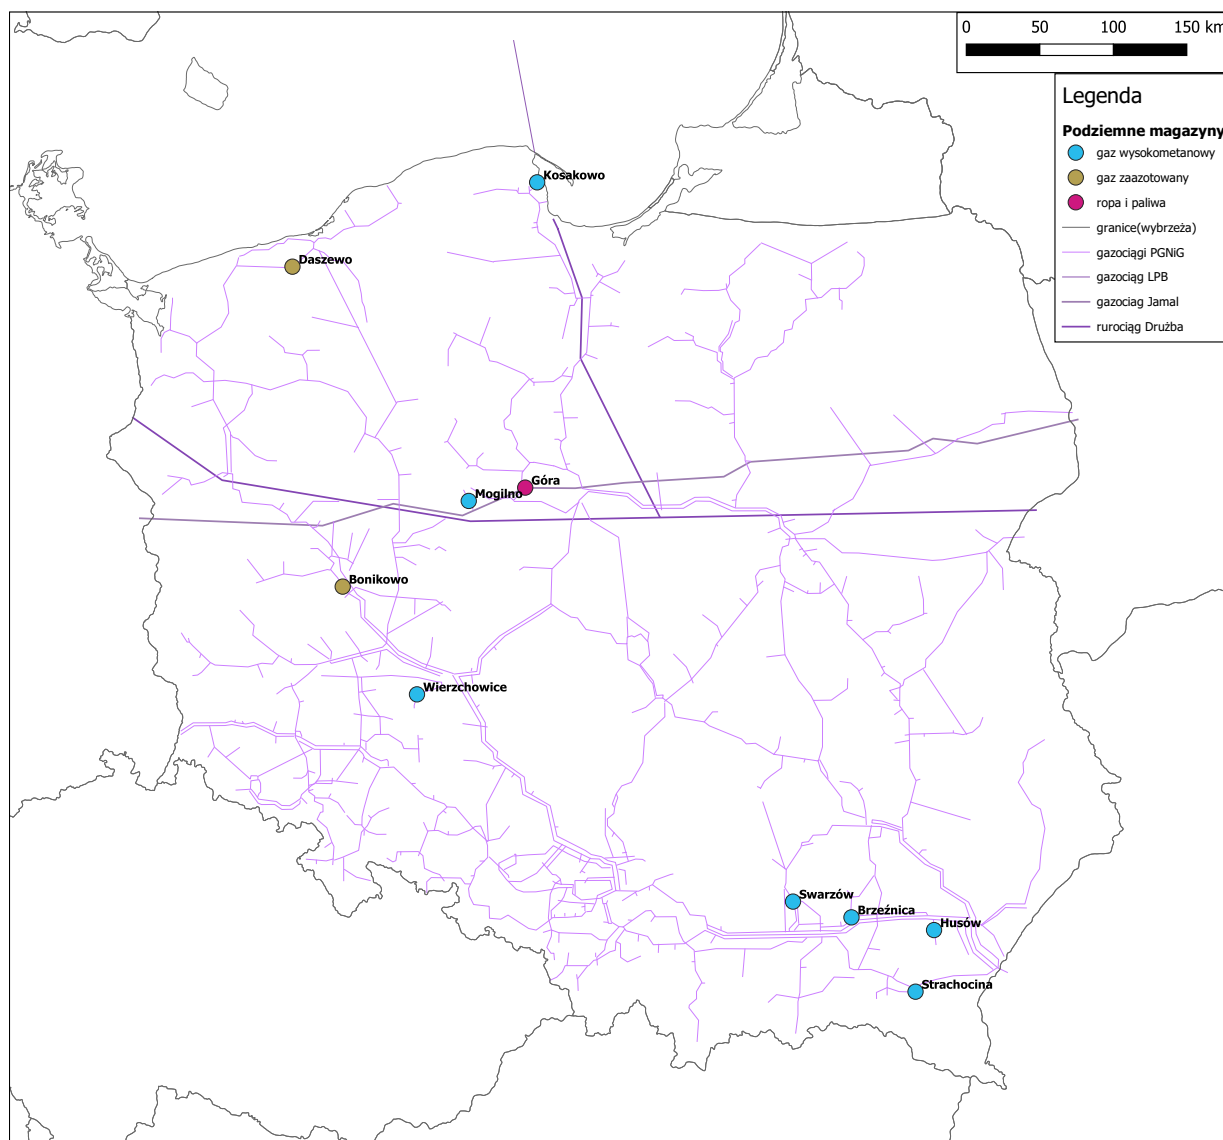 0 50 100 150 km
Legenda
Podziemne magazyny
gaz wysokometanowy
gaz zaazotowany
ropa i paliwa
granice(wybrzeża)
gazociągi PGNiG
gazociąg LPB
gazociag Jamal
rurociąg Drużba
Kosakowo
Daszewo
Góra
Mogilno
Bonikowo
Wierzchowice
Swarzów
Brzeźnica
Husów
Strachocina